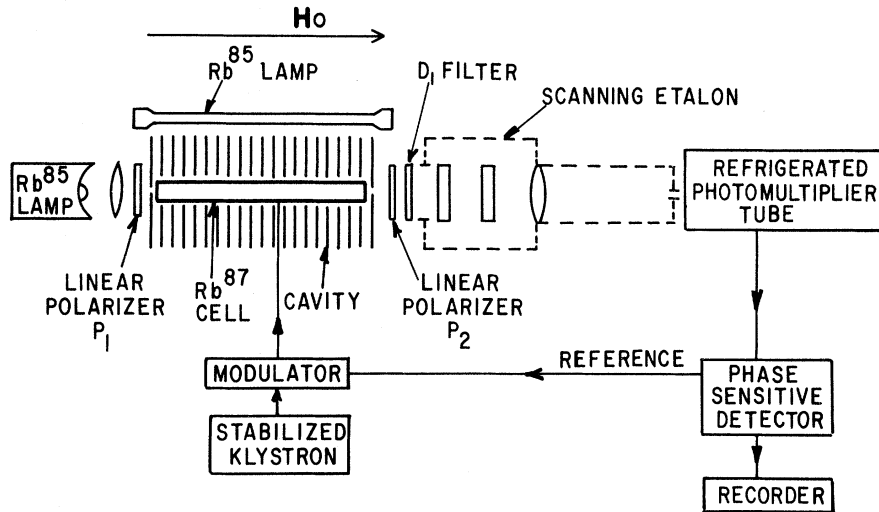 Ho
Rb85 LAMP
D1 FILTER
SCANNING ETALON
Rb85
LAMP
REFRIGERATED
PHOTOMULTIPLIER
TUBE
LINEAR
POLARIZER
P1
Rb87
CELL
CAVITY
LINEAR
POLARIZER
P2
MODULATOR
REFERENCE
PHASE
SENSITIVE
DETECTOR
STABILIZED
KLYSTRON
RECORDER